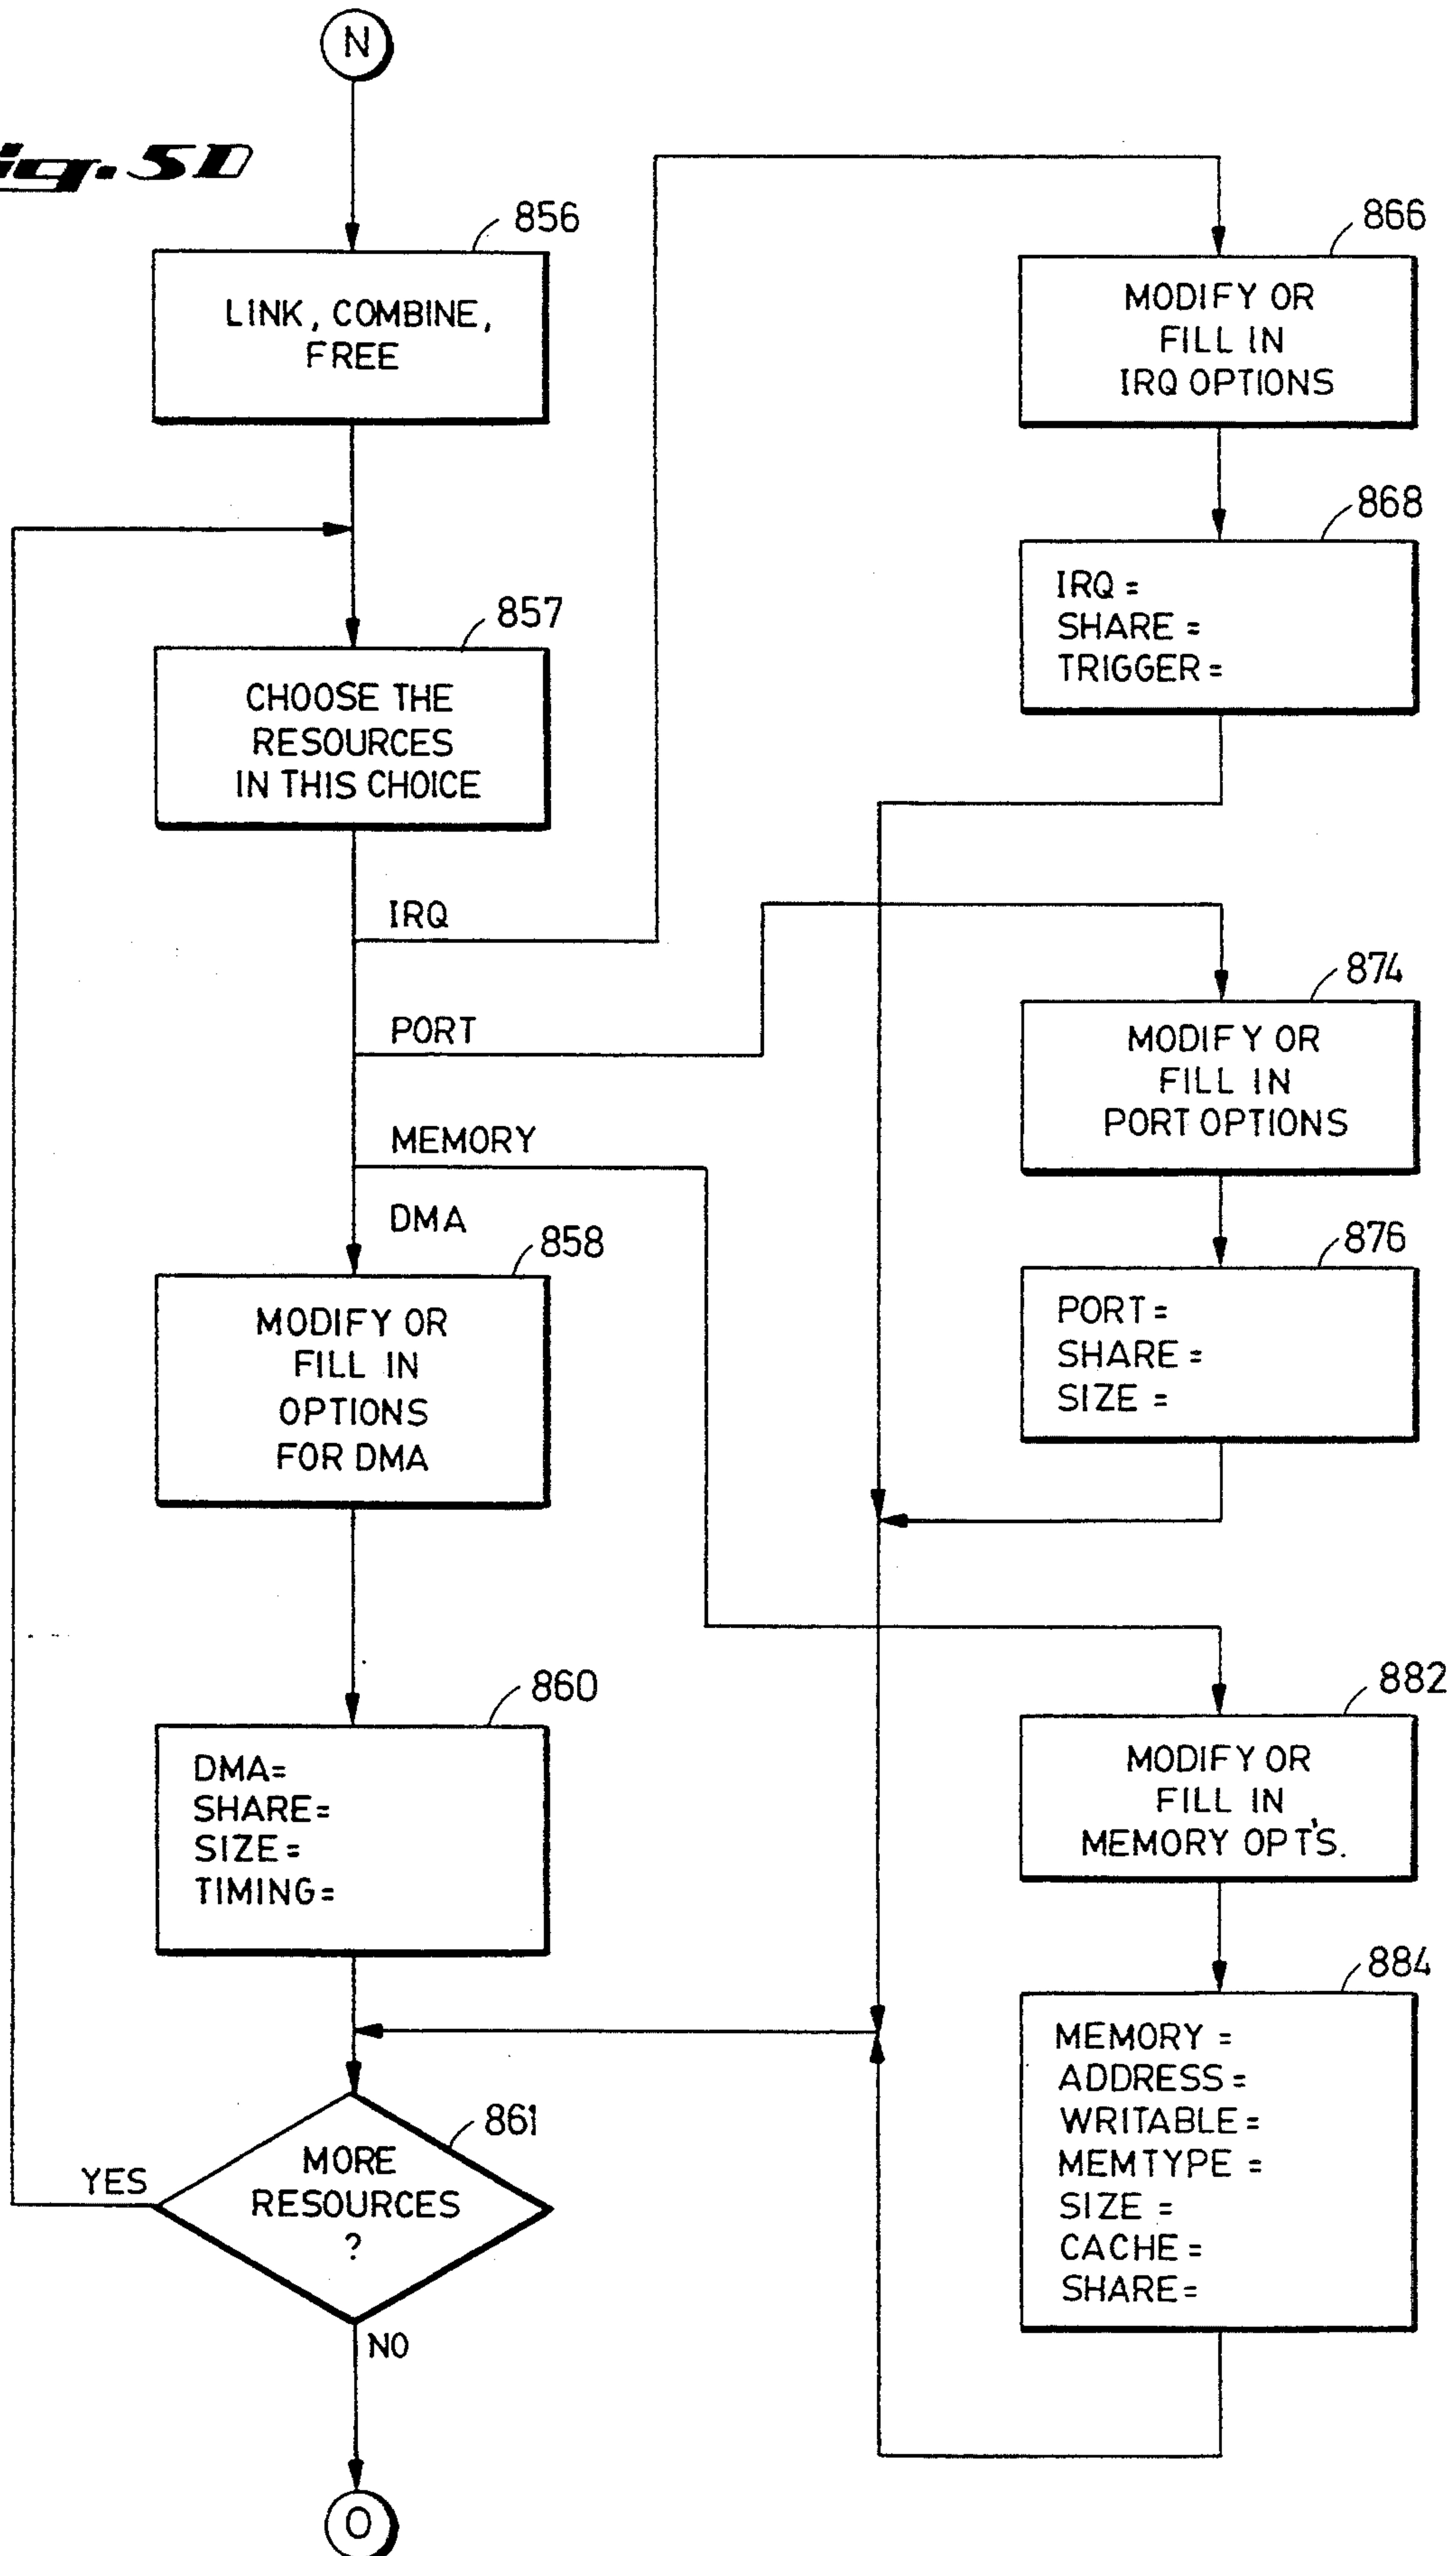 N
ig. 5D
856
LINK, COMBINE,
FREE
857
CHOOSE THE
RESOURCES
IN THIS CHOICE
IRQ
PORT
MEMORY
DMA
858
MODIFY OR
FILL IN
OPTIONS
FOR DMA
860
DMA=
SHARE=
SIZE=
TIMING=
861
MORE
RESOURCES
?
YES
NO
O
866
MODIFY OR
FILL IN
IRQ OPTIONS
868
IRQ =
SHARE =
TRIGGER =
874
MODIFY OR
FILL IN
PORT OPTIONS
876
PORT =
SHARE =
SIZE =
882
MODIFY OR
FILL IN
MEMORY OPT'S.
884
MEMORY =
ADDRESS =
WRITABLE =
MEMTYPE =
SIZE =
CACHE =
SHARE =